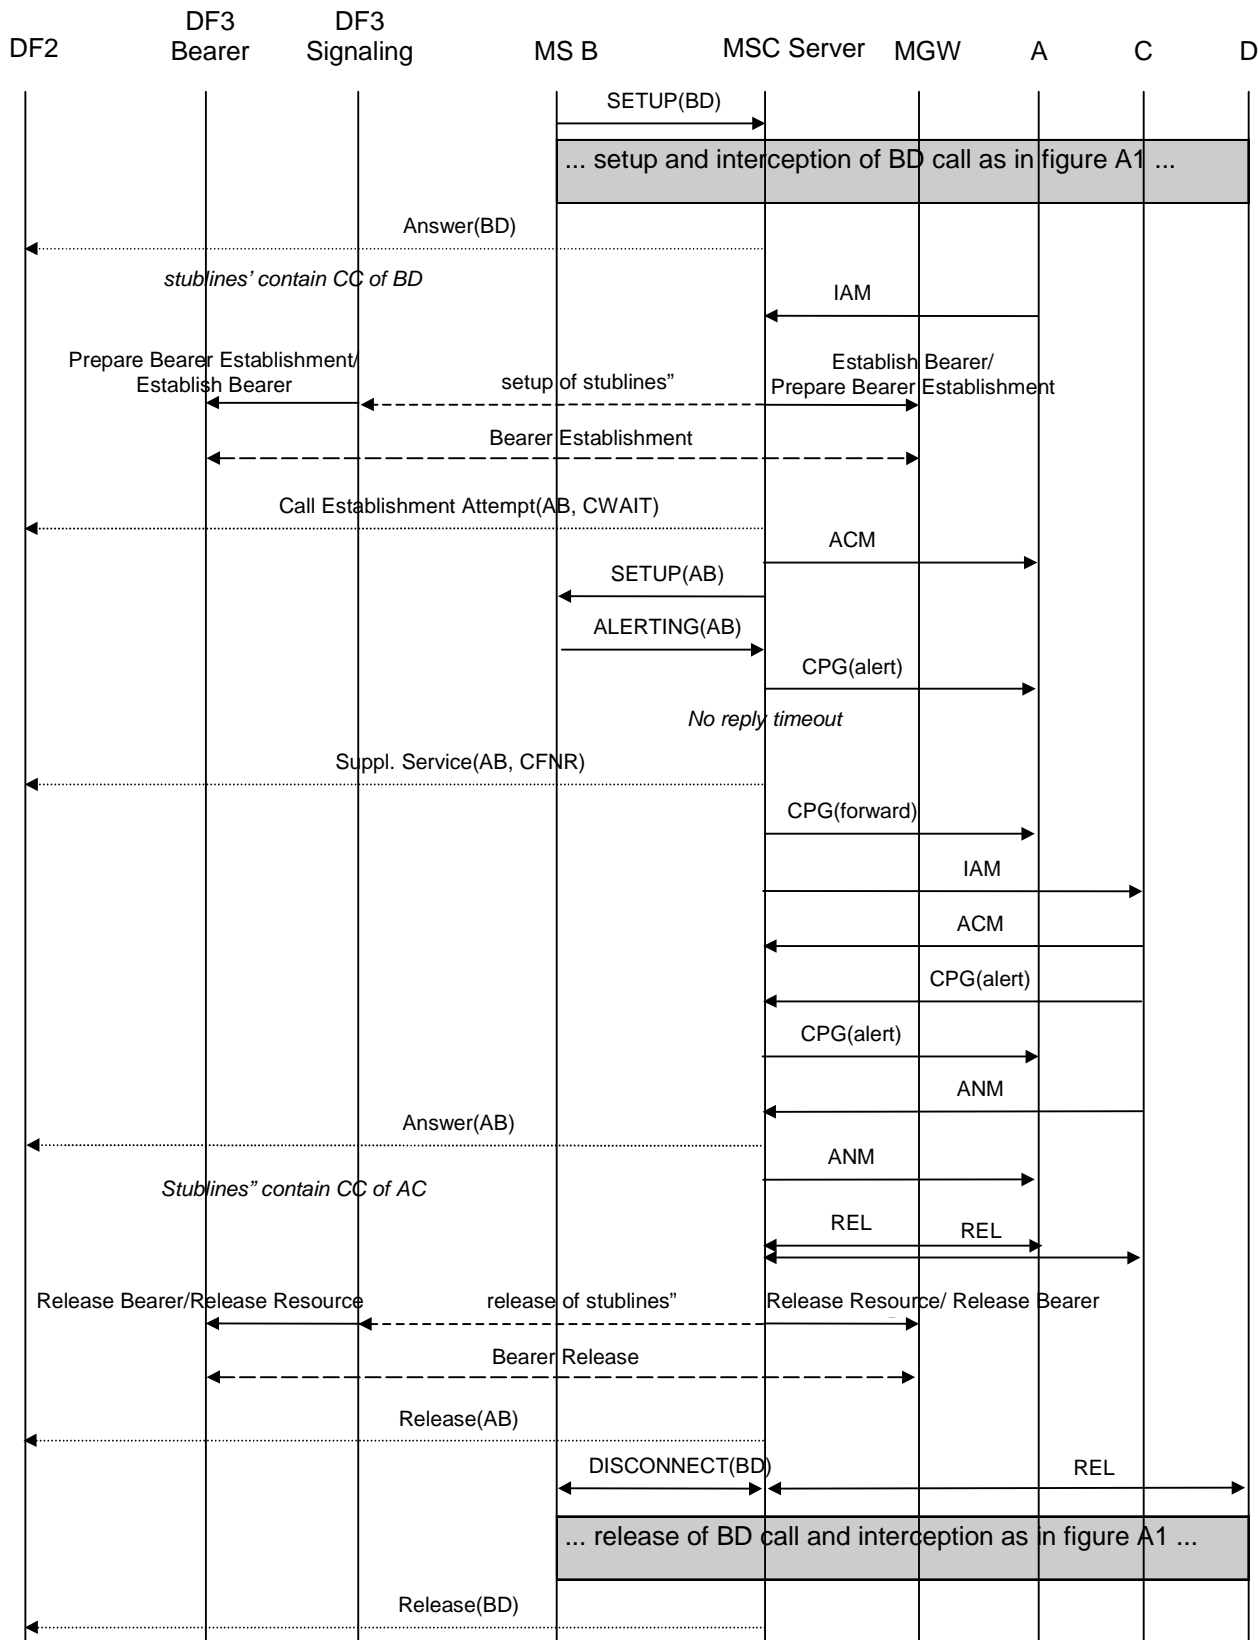 DF2
DF3
Bearer
DF3
Signaling
MS B
MSC Server
MGW
A
C
D
SETUP(BD)
... setup and interception of BD call as in figure A1 ...
Answer(BD)
stublines’ contain CC of BD
IAM
Prepare Bearer Establishment/
Establish Bearer
setup of stublines”
Establish Bearer/
Prepare Bearer Establishment
Bearer Establishment
Call Establishment Attempt(AB, CWAIT)
ACM
SETUP(AB)
ALERTING(AB)
CPG(alert)
No reply timeout
Suppl. Service(AB, CFNR)
CPG(forward)
IAM
ACM
CPG(alert)
CPG(alert)
ANM
Answer(AB)
ANM
Stublines” contain CC of AC
REL
REL
Release Bearer/Release Resource
release of stublines”
Release Resource/ Release Bearer
Bearer Release
Release(AB)
DISCONNECT(BD)
REL
... release of BD call and interception as in figure A1 ...
Release(BD)